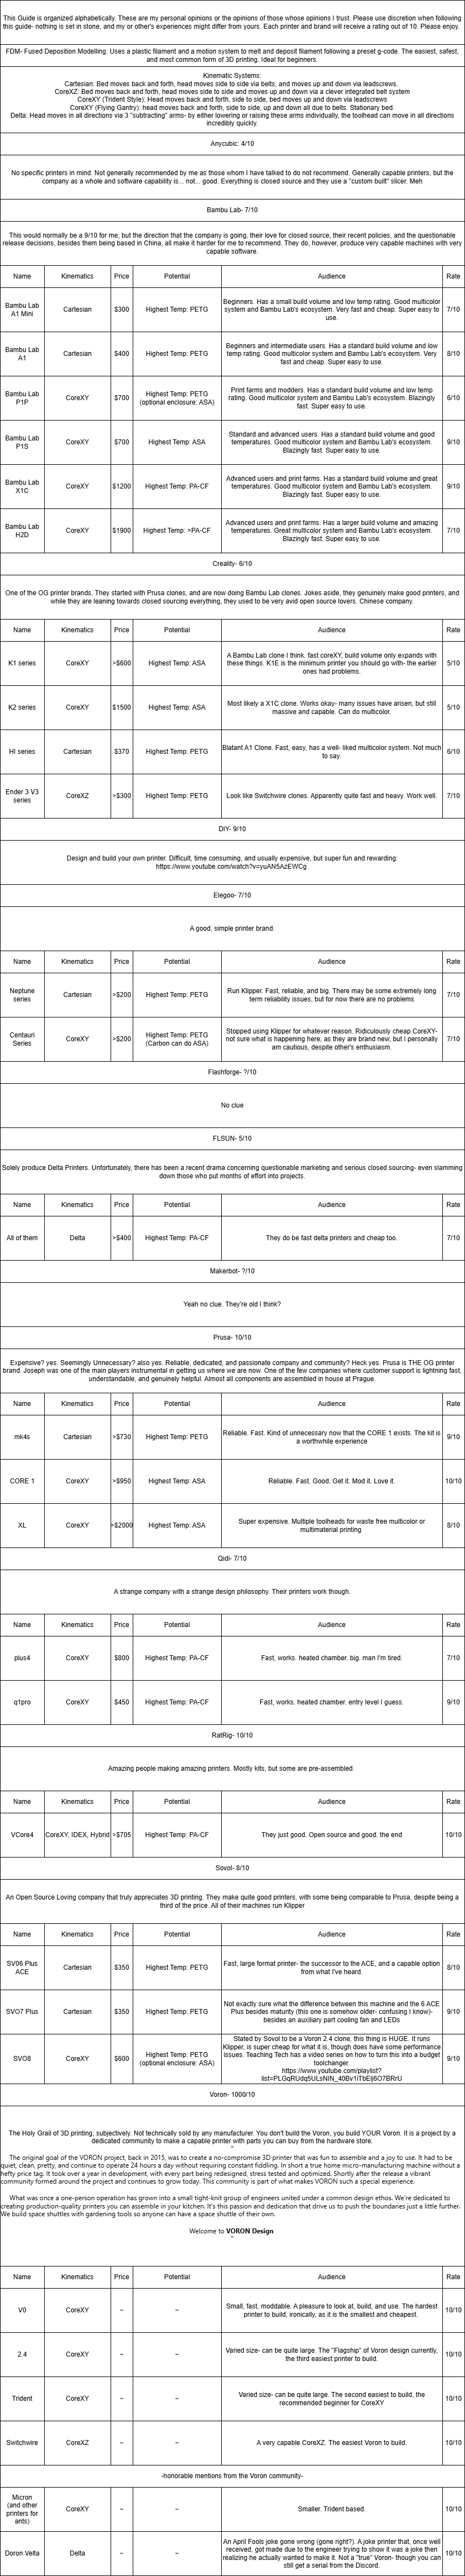 This Guide is organized alphabetically. These are my personal opinions or the opinions of those whose opinions I trust. Please use discretion when following
this guide- nothing is set in stone, and my or other's experiences might differ from yours. Each printer and brand will receive a rating out of 10. Please enjoy.
FDM- Fused Deposition Modelling: Uses a plastic filament and a motion system to melt and deposit filament following a preset g-code. The easiest, safest,
and most common form of 3D printing. Ideal for beginners.
Kinematic Systems:
Cartesian: Bed moves back and forth, head moves side to side via belts, and moves up and down via leadscrews.
CoreXZ: Bed moves back and forth, head moves side to side and moves up and down via a clever integrated belt system
CoreXY (Trident Style): Head moves back and forth, side to side, bed moves up and down via leadscrews
CoreXY (Flying Gantry): head moves back and forth, side to side, up and down all due to belts. Stationary bed.
Delta: Head moves in all directions via 3 "subtracting" arms- by either lowering or raising these arms individually, the toolhead can move in all directions
incredibly quickly.
Anycubic: 4/10
No specific printers in mind. Not generally recommended by me as those whom I have talked to do not recommend. Generally capable printers, but the
company as a whole and software capability is... not... good. Everything is closed source and they use a "custom built" slicer. Meh
Bambu Lab- 7/10
This would normally be a 9/10 for me, but the direction that the company is going, their love for closed source, their recent policies, and the questionable
release decisions, besides them being based in China, all make it harder for me to recommend. They do, however, produce very capable machines with very
capable software.
Name Kinematics Price Potential Audience Rate
Bambu Lab A1 Mini Cartesian $300 Highest Temp: PETG Beginners. Has a small build volume and low temp rating. Good multicolor
system and Bambu Lab's ecosystem. Very fast and cheap. Super easy to
use. 7/10
Bambu Lab A1 Cartesian $400 Highest Temp: PETG Beginners and intermediate users. Has a standard build volume and low
temp rating. Good multicolor system and Bambu Lab's ecosystem. Very
fast and cheap. Super easy to use. 8/10
Bambu Lab P1P CoreXY $700 Highest Temp: PETG (optional enclosure: ASA) Print farms and modders. Has a standard build volume and low temp
rating. Good multicolor system and Bambu Lab's ecosystem. Blazingly
fast. Super easy to use. 6/10
Bambu Lab P1S CoreXY $700 Highest Temp: ASA Standard and advanced users. Has a standard build volume and good
temperatures. Good multicolor system and Bambu Lab's ecosystem.
Blazingly fast. Super easy to use. 9/10
Bambu Lab X1C CoreXY $1200 Highest Temp: PA-CF Advanced users and print farms. Has a standard build volume and great
temperatures. Good multicolor system and Bambu Lab's ecosystem.
Blazingly fast. Super easy to use. 9/10
Bambu Lab H2D CoreXY $1900 Highest Temp: >PA-CF Advanced users and print farms. Has a larger build volume and amazing
temperatures. Great multicolor system and Bambu Lab's ecosystem.
Blazingly fast. Super easy to use. 7/10
Creality- 6/10
One of the OG printer brands. They started with Prusa clones, and are now doing Bambu Lab clones. Jokes aside, they genuinely make good printers, and
while they are leaning towards closed sourcing everything, they used to be very avid open source lovers. Chinese company.
Name Kinematics Price Potential Audience Rate
K1 series CoreXY >$600 Highest Temp: ASA A Bambu Lab clone I think. fast coreXY, build volume only expands with
these things. K1E is the minimum printer you should go with- the earlier
ones had problems. 5/10
K2 series CoreXY $1500 Highest Temp: ASA Most likely a X1C clone. Works okay- many issues have arisen, but still
massive and capable. Can do multicolor. 5/10
HI series Cartesian $370 Highest Temp: PETG Blatant A1 Clone. Fast, easy, has a well- liked multicolor system. Not much
to say. 6/10
Ender 3 V3 series CoreXZ >$300 Highest Temp: PETG Look like Switchwire clones. Apparently quite fast and heavy. Work well. 7/10
DIY- 9/10
Design and build your own printer. Difficult, time consuming, and usually expensive, but super fun and rewarding:
https://www.youtube.com/watch?v=yuAN5AzEWCg
Elegoo- 7/10
A good, simple printer brand.
Name Kinematics Price Potential Audience Rate
Neptune series Cartesian >$200 Highest Temp: PETG Run Klipper. Fast, reliable, and big. There may be some extremely long
term reliability issues, but for now there are no problems 7/10
Centauri Series CoreXY >$200 Highest Temp: PETG (Carbon can do ASA) Stopped using Klipper for whatever reason. Ridiculously cheap CoreXY-
not sure what is happening here, as they are brand new, but I personally
am cautious, despite other's enthusiasm. 7/10
Flashforge- ?/10
No clue
FLSUN- 5/10
Solely produce Delta Printers. Unfortunately, there has been a recent drama concerning questionable marketing and serious closed sourcing- even slamming
down those who put months of effort into projects.
Name Kinematics Price Potential Audience Rate
All of them Delta >$400 Highest Temp: PA-CF They do be fast delta printers and cheap too. 7/10
Makerbot- ?/10
Yeah no clue. They're old I think?
Prusa- 10/10
Expensive? yes. Seemingly Unnecessary? also yes. Reliable, dedicated, and passionate company and community? Heck yes. Prusa is THE OG printer
brand. Joseph was one of the main players instrumental in getting us where we are now. One of the few companies where customer support is lightning fast,
understandable, and genuinely helpful. Almost all components are assembled in house at Prague.
Name Kinematics Price Potential Audience Rate
mk4s Cartesian >$730 Highest Temp: PETG Reliable. Fast. Kind of unnecessary now that the CORE 1 exists. The kit is
a worthwhile experience 9/10
CORE 1 CoreXY >$950 Highest Temp: ASA Reliable. Fast. Good. Get it. Mod it. Love it. 10/10
XL CoreXY >$2000 Highest Temp: ASA Super expensive. Multiple toolheads for waste free multicolor or
multimaterial printing 8/10
Qidi- 7/10
A strange company with a strange design philosophy. Their printers work though.
Name Kinematics Price Potential Audience Rate
plus4 CoreXY $800 Highest Temp: PA-CF Fast, works. heated chamber. big. man I'm tired. 7/10
q1pro CoreXY $450 Highest Temp: PA-CF Fast, works. heated chamber. entry level I guess. 9/10
RatRig- 10/10
Amazing people making amazing printers. Mostly kits, but some are pre-assembled.
Name Kinematics Price Potential Audience Rate
VCore4 CoreXY, IDEX, Hybrid >$705 Highest Temp: PA-CF They just good. Open source and good. the end 10/10
Sovol- 8/10
An Open Source Loving company that truly appreciates 3D printing. They make quite good printers, with some being comparable to Prusa, despite being a
third of the price. All of their machines run Klipper
Name Kinematics Price Potential Audience Rate
SV06 Plus ACE Cartesian $350 Highest Temp: PETG Fast, large format printer- the successor to the ACE, and a capable option
from what I've heard. 8/10
SVO7 Plus Cartesian $350 Highest Temp: PETG Not exactly sure what the difference between this machine and the 6 ACE
Plus besides maturity (this one is somehow older- confusing I know)-
besides an auxiliary part cooling fan and LEDs 9/10
SVO8 CoreXY $600 Highest Temp: PETG (optional enclosure: ASA) Stated by Sovol to be a Voron 2.4 clone, this thing is HUGE. It runs
Klipper, is super cheap for what it is, though does have some performance
issues. Teaching Tech has a video series on how to turn this into a budget
toolchanger.
https://www.youtube.com/playlist?
list=PLGqRUdq5ULsNIN_40Bv1iTbEIj6O7BRrU 9/10
Voron- 1000/10
The Holy Grail of 3D printing, subjectively. Not technically sold by any manufacturer. You don't build the Voron, you build YOUR Voron. It is a project by a
dedicated community to make a capable printer with parts you can buy from the hardware store.
"
The original goal of the VORON project, back in 2015, was to create a no-compromise 3D printer that was fun to assemble and a joy to use. It had to be
quiet, clean, pretty, and continue to operate 24 hours a day without requiring constant fiddling. In short a true home micro-manufacturing machine without a
hefty price tag. It took over a year in development, with every part being redesigned, stress tested and optimized. Shortly after the release a vibrant
community formed around the project and continues to grow today. This community is part of what makes VORON such a special experience.
What was once a one-person operation has grown into a small tight-knit group of engineers united under a common design ethos. We're dedicated to
creating production-quality printers you can assemble in your kitchen. It's this passion and dedication that drive us to push the boundaries just a little further.
We build space shuttles with gardening tools so anyone can have a space shuttle of their own.
Welcome to VORON Design
"
Name Kinematics Price Potential Audience Rate
V0 CoreXY ~ ~ Small, fast, moddable. A pleasure to look at, build, and use. The hardest
printer to build, ironically, as it is the smallest and cheapest. 10/10
2.4 CoreXY ~ ~ Varied size- can be quite large. The "Flagship" of Voron design currently,
the third easiest printer to build. 10/10
Trident CoreXY ~ ~ Varied size- can be quite large. The second easiest to build, the
recommended beginner for CoreXY 10/10
Switchwire CoreXZ ~ ~ A very capable CoreXZ. The easiest Voron to build. 10/10
-honorable mentions from the Voron community-
Micron (and other printers for ants) CoreXY ~ ~ Smaller. Trident based. 10/10
Doron Velta Delta ~ ~ An April Fools joke gone wrong (gone right?). A joke printer that, once well
received, got made due to the engineer trying to show it was a joke then
realizing he actually wanted to make it. Not a "true" Voron- though you can
still get a serial from the Discord. 10/10